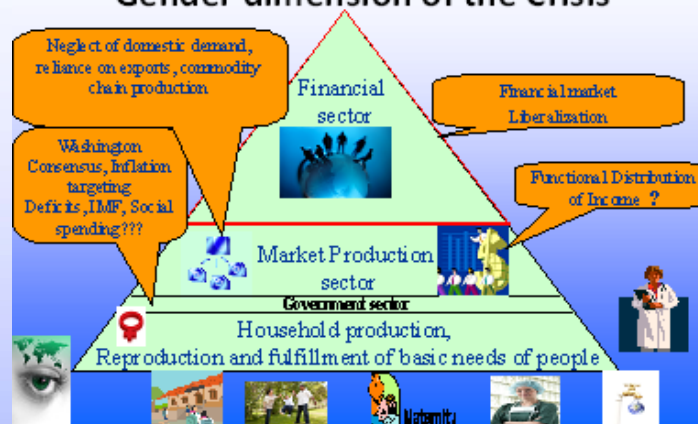 Gender dimension of the Crisis
Neglect of domestic demand,
reliance on exports, commodity
chain production
Financial
sector
Financial market
Liberalization
Washington
Consensus, Inflation
targeting
Deficits, IMF, Social
spending???
Functional Distribution
of Income ?
Market Production
sector
Government sector
Household production,
Reproduction and fulfillment of basic needs of people
Maternity